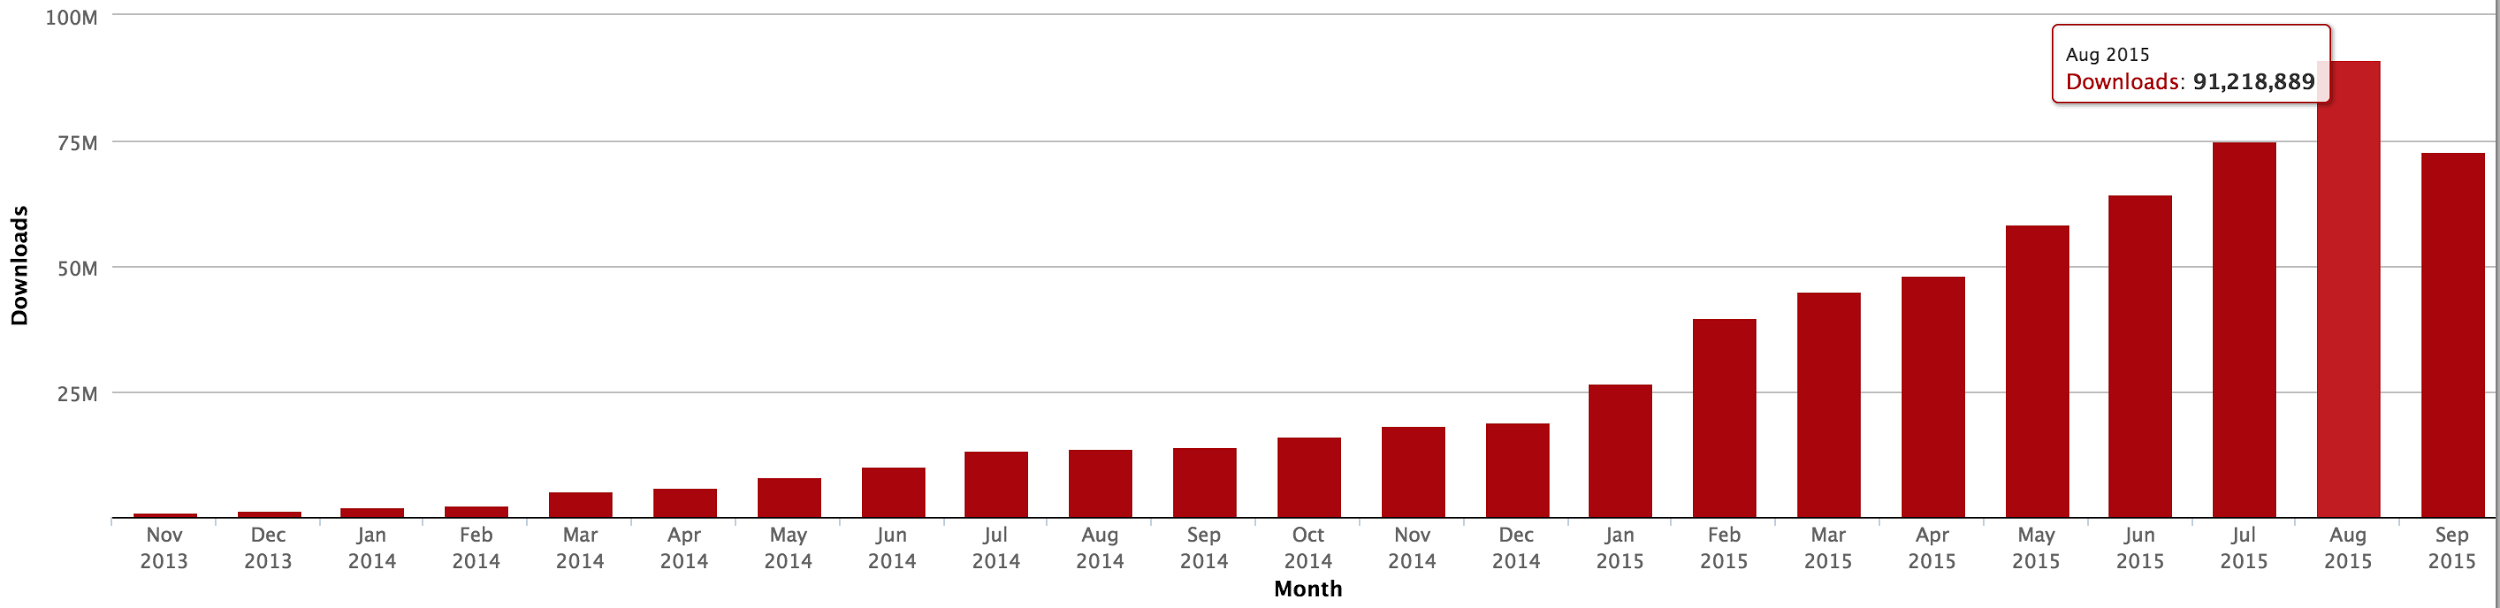 100M
75M
50M
25M
Downloads
Aug 2015
Downloads: 91,218,889
Nov 2013
Dec 2013
Jan 2014
Feb 2014
Mar 2014
Apr 2014
May 2014
Jun 2014
Jul 2014
Aug 2014
Sep 2014
Oct 2014
Nov 2014
Dec 2014
Jan 2015
Feb 2015
Mar 2015
Apr 2015
May 2015
Jun 2015
Jul 2015
Aug 2015
Sep 2015
Month